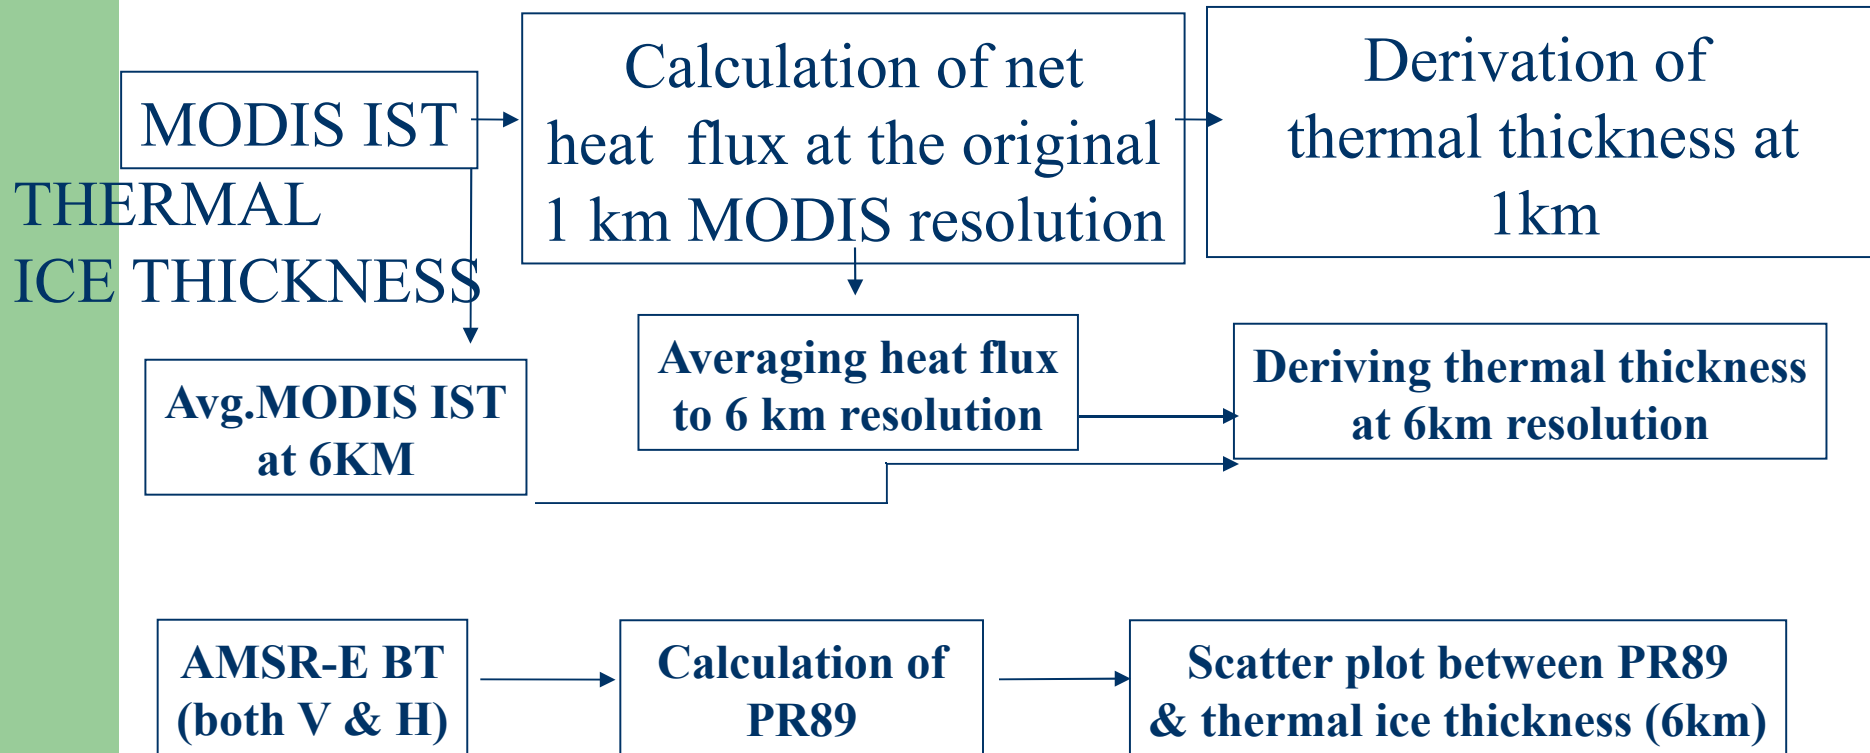 MODIS IST
Calculation of net
heat flux at the original
1 km MODIS resolution
Derivation of
thermal thickness at
1km
THERMAL
ICE THICKNESS
Avg.MODIS IST
at 6KM
Averaging heat flux
to 6 km resolution
Deriving thermal thickness
at 6km resolution
AMSR-E BT
(both V & H)
Calculation of
PR89
Scatter plot between PR89
& thermal ice thickness (6km)